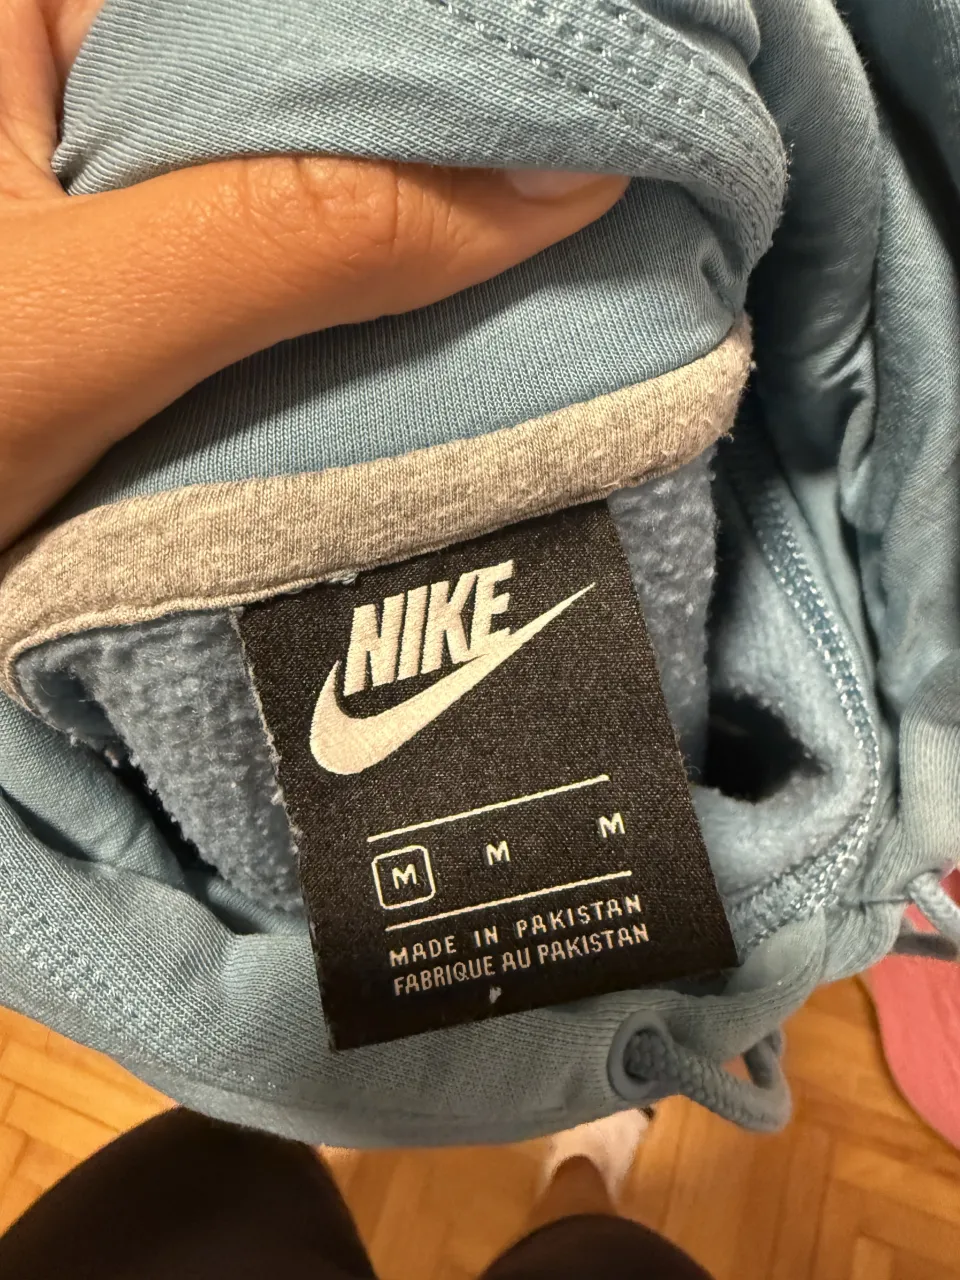 NIKE
M M M
MADE IN PAKISTAN
FABRIQUE AU PAKISTAN